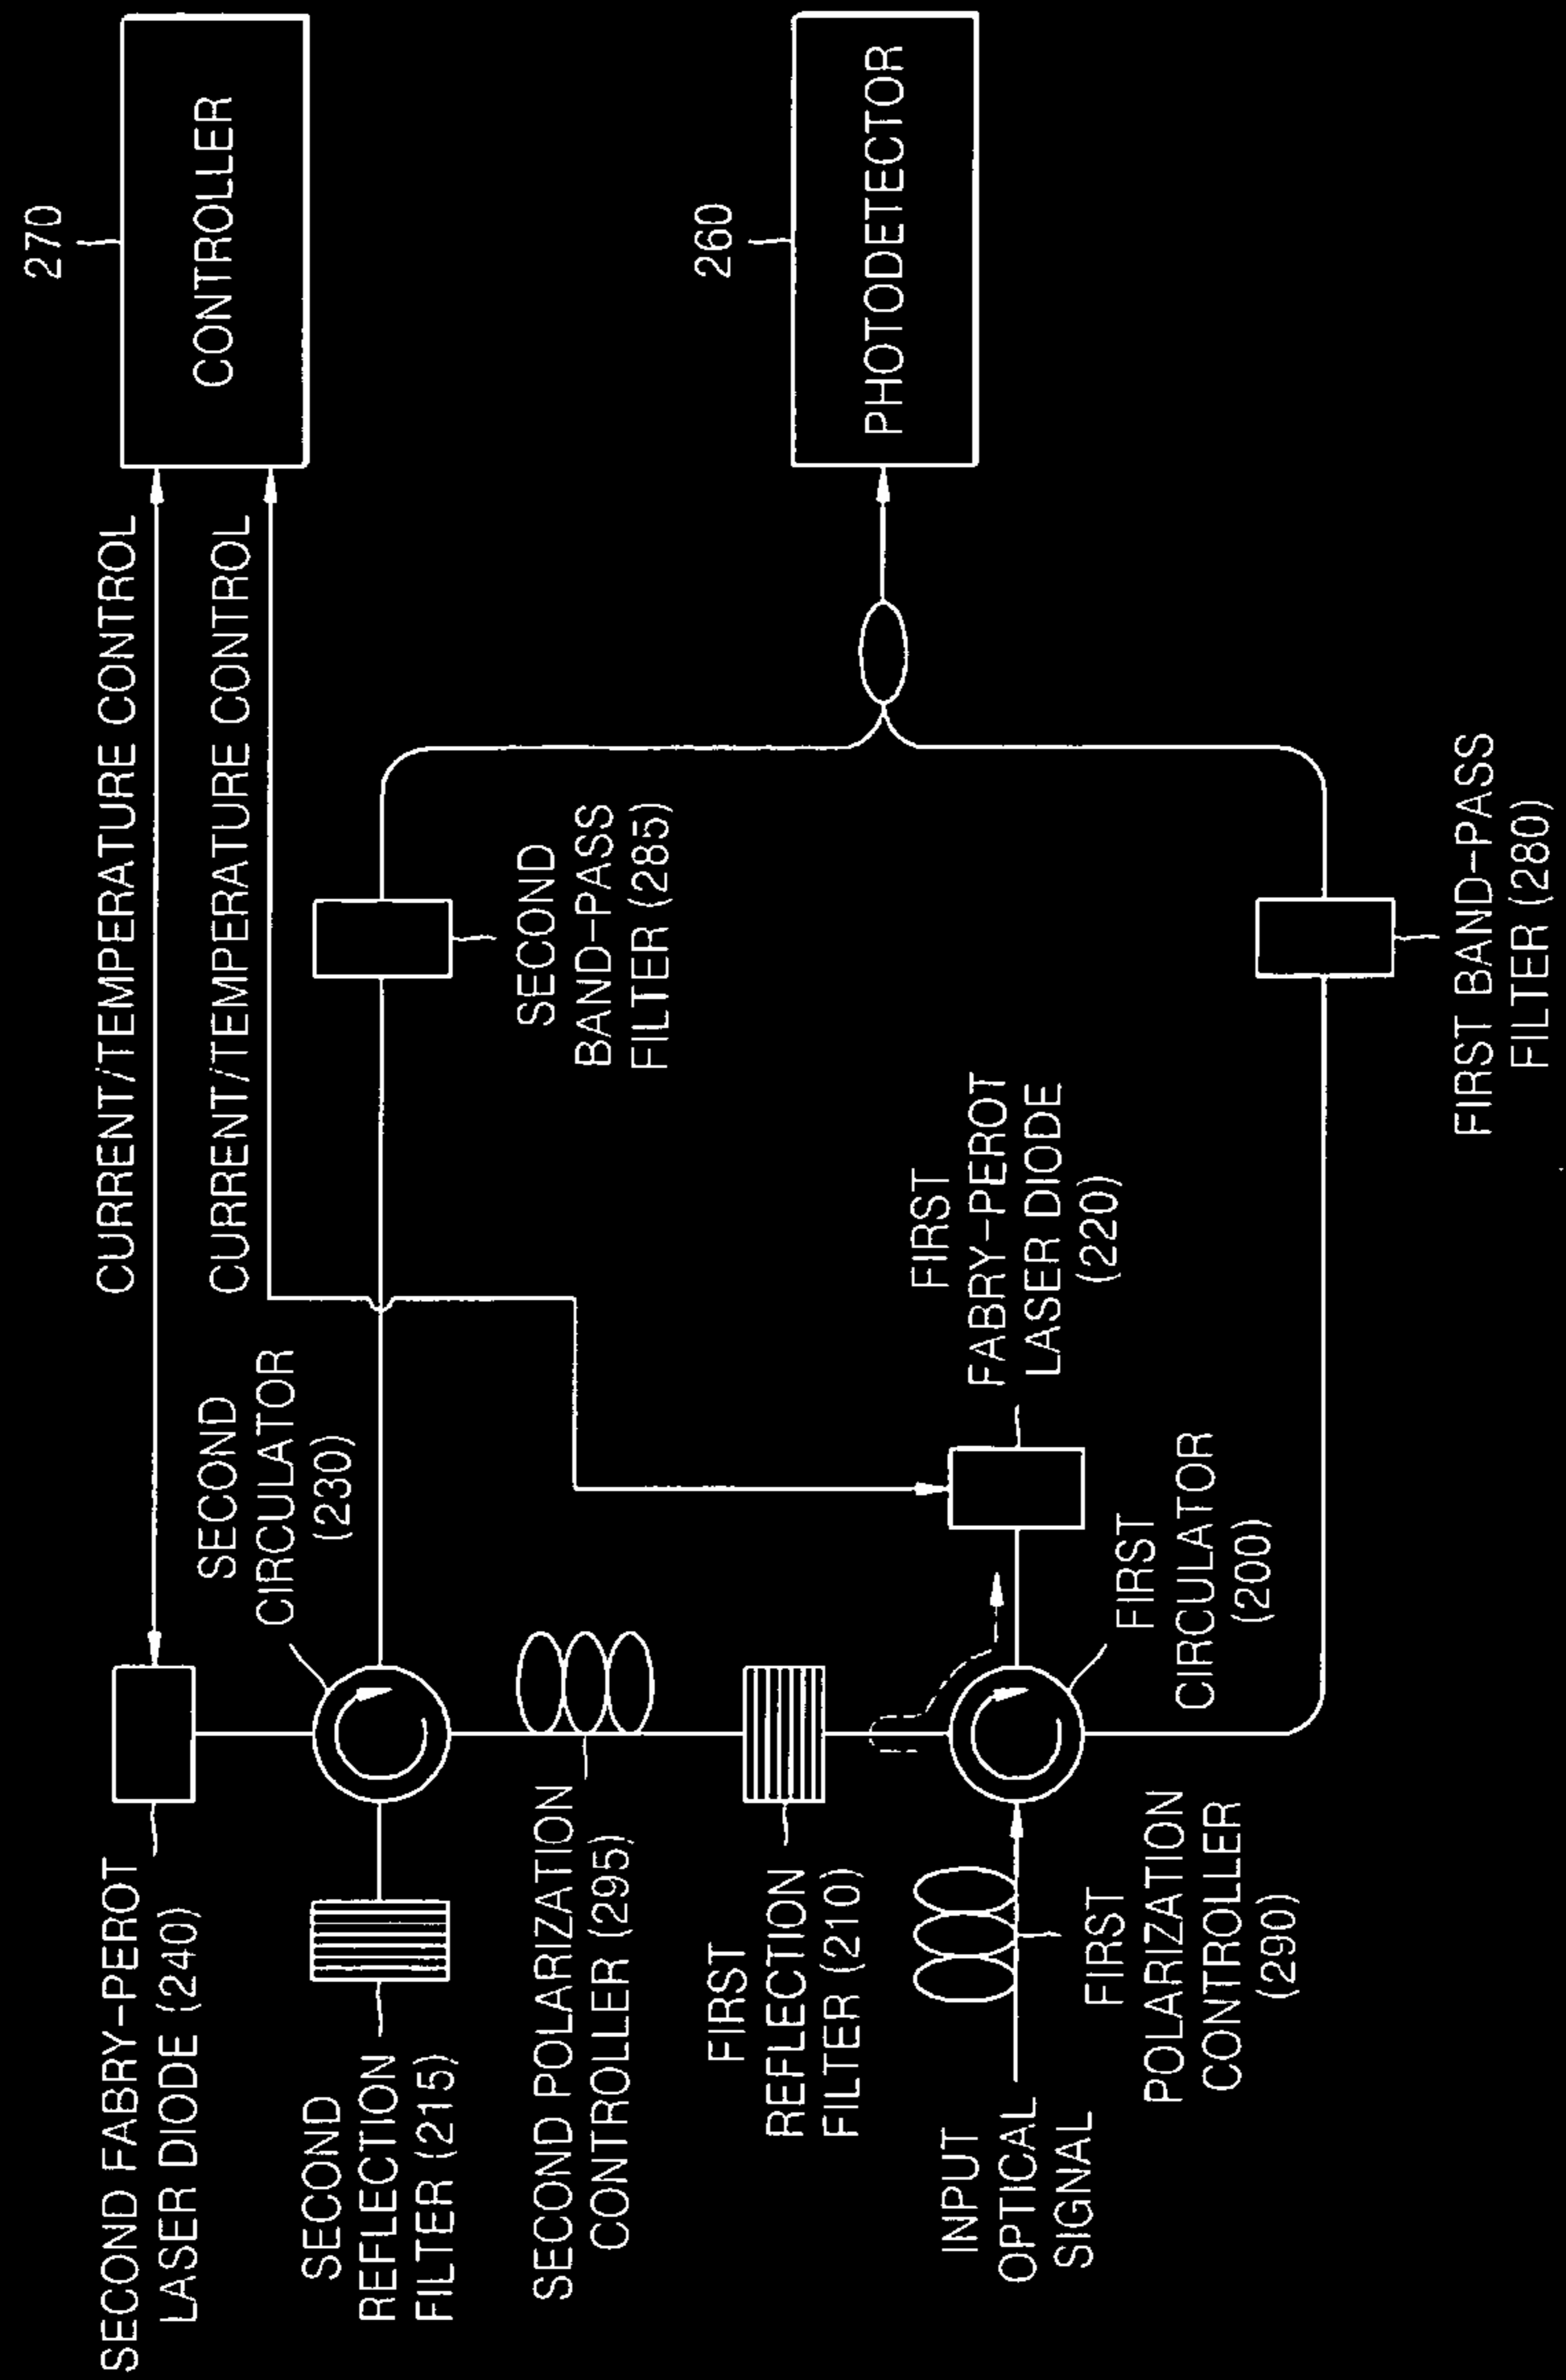 SECOND FABRY-PEROT
LASER DIODE (240)
SECOND
REFLECTION
FILTER (215)
SECOND POLARIZATION
CONTROLLER (295)
FIRST
REFLECTION
FILTER (210)
INPUT
OPTICAL
SIGNAL
FIRST
POLARIZATION
CONTROLLER
(290)
SECOND
CIRCULATOR
(230)
FIRST
CIRCULATOR
(200)
FIRST
FABRY-PEROT
LASER DIODE
(220)
CURRENT/TEMPERATURE CONTROL
CURRENT/TEMPERATURE CONTROL
SECOND
BAND-PASS
FILTER (285)
FIRST BAND-PASS
FILTER (280)
270
CONTROLLER
260
PHOTODETECTOR